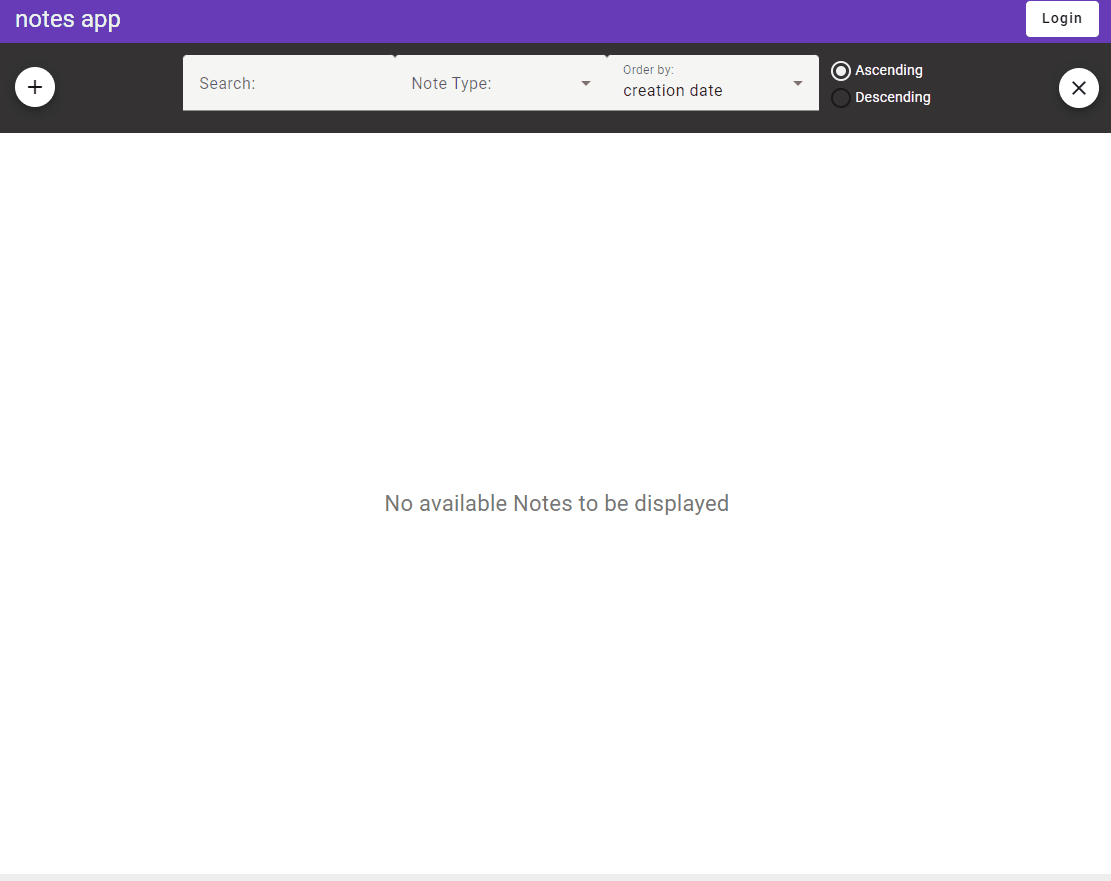 notes app
Login
Search:
Note Type:
Order by:
creation date
Ascending
Descending
No available Notes to be displayed